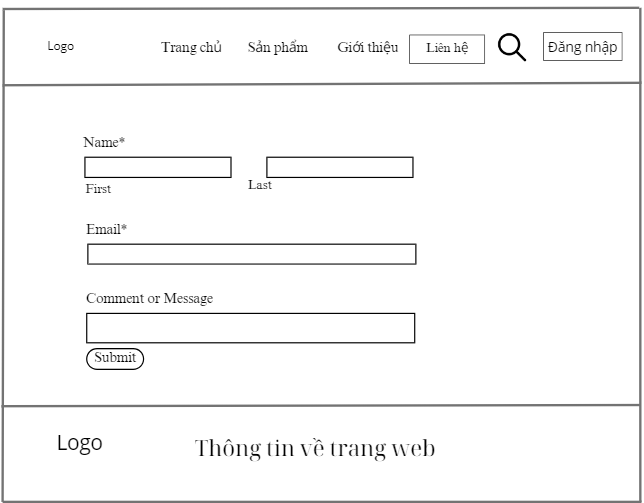 Logo Trang chủ Sản phẩm Giới thiệu Liên hệ Đăng nhập
Name*
First Last
Email*
Comment or Message
Submit
Logo Thông tin về trang web